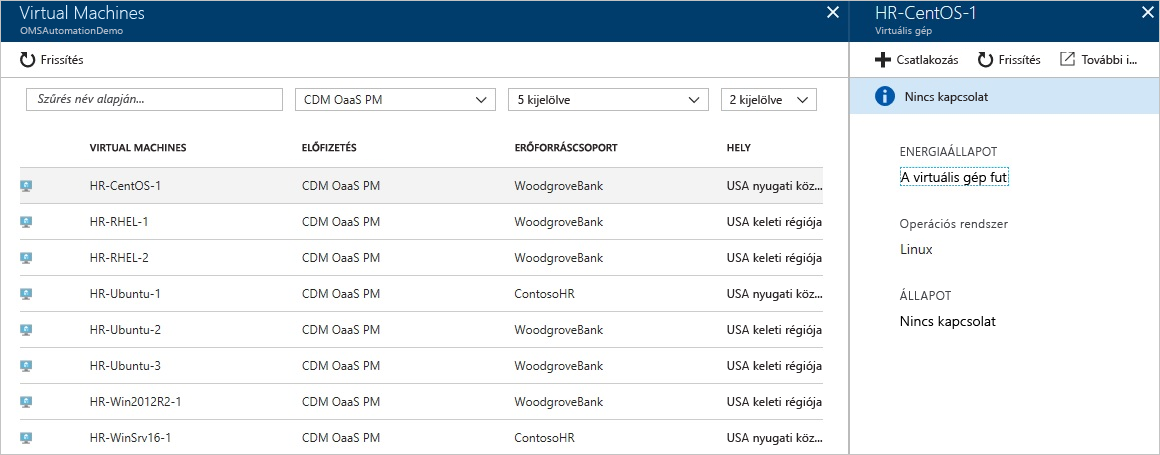 Virtual Machines
OMSAutomationDemo
Frissítés
Szűrés név alapján...
CDM OaaS PM
5 kijelölve
2 kijelölve
VIRTUAL MACHINES ELŐFIZETÉS ERŐFORRÁSCSOPORT HELY
HR-CentOS-1 CDM OaaS PM WoodgroveBank USA nyugati köz...
HR-RHEL-1 CDM OaaS PM WoodgroveBank USA keleti régiója
HR-RHEL-2 CDM OaaS PM WoodgroveBank USA keleti régiója
HR-Ubuntu-1 CDM OaaS PM ContosoHR USA nyugati köz...
HR-Ubuntu-2 CDM OaaS PM WoodgroveBank USA keleti régiója
HR-Ubuntu-3 CDM OaaS PM WoodgroveBank USA keleti régiója
HR-Win2012R2-1 CDM OaaS PM WoodgroveBank USA keleti régiója
HR-WinSrv16-1 CDM OaaS PM ContosoHR USA nyugati köz...
HR-CentOS-1
Virtuális gép
Csatlakozás Frissítés További i...
Nincs kapcsolat
ENERGIAÁLLAPOT
A virtuális gép fut
Operációs rendszer
Linux
ÁLLAPOT
Nincs kapcsolat